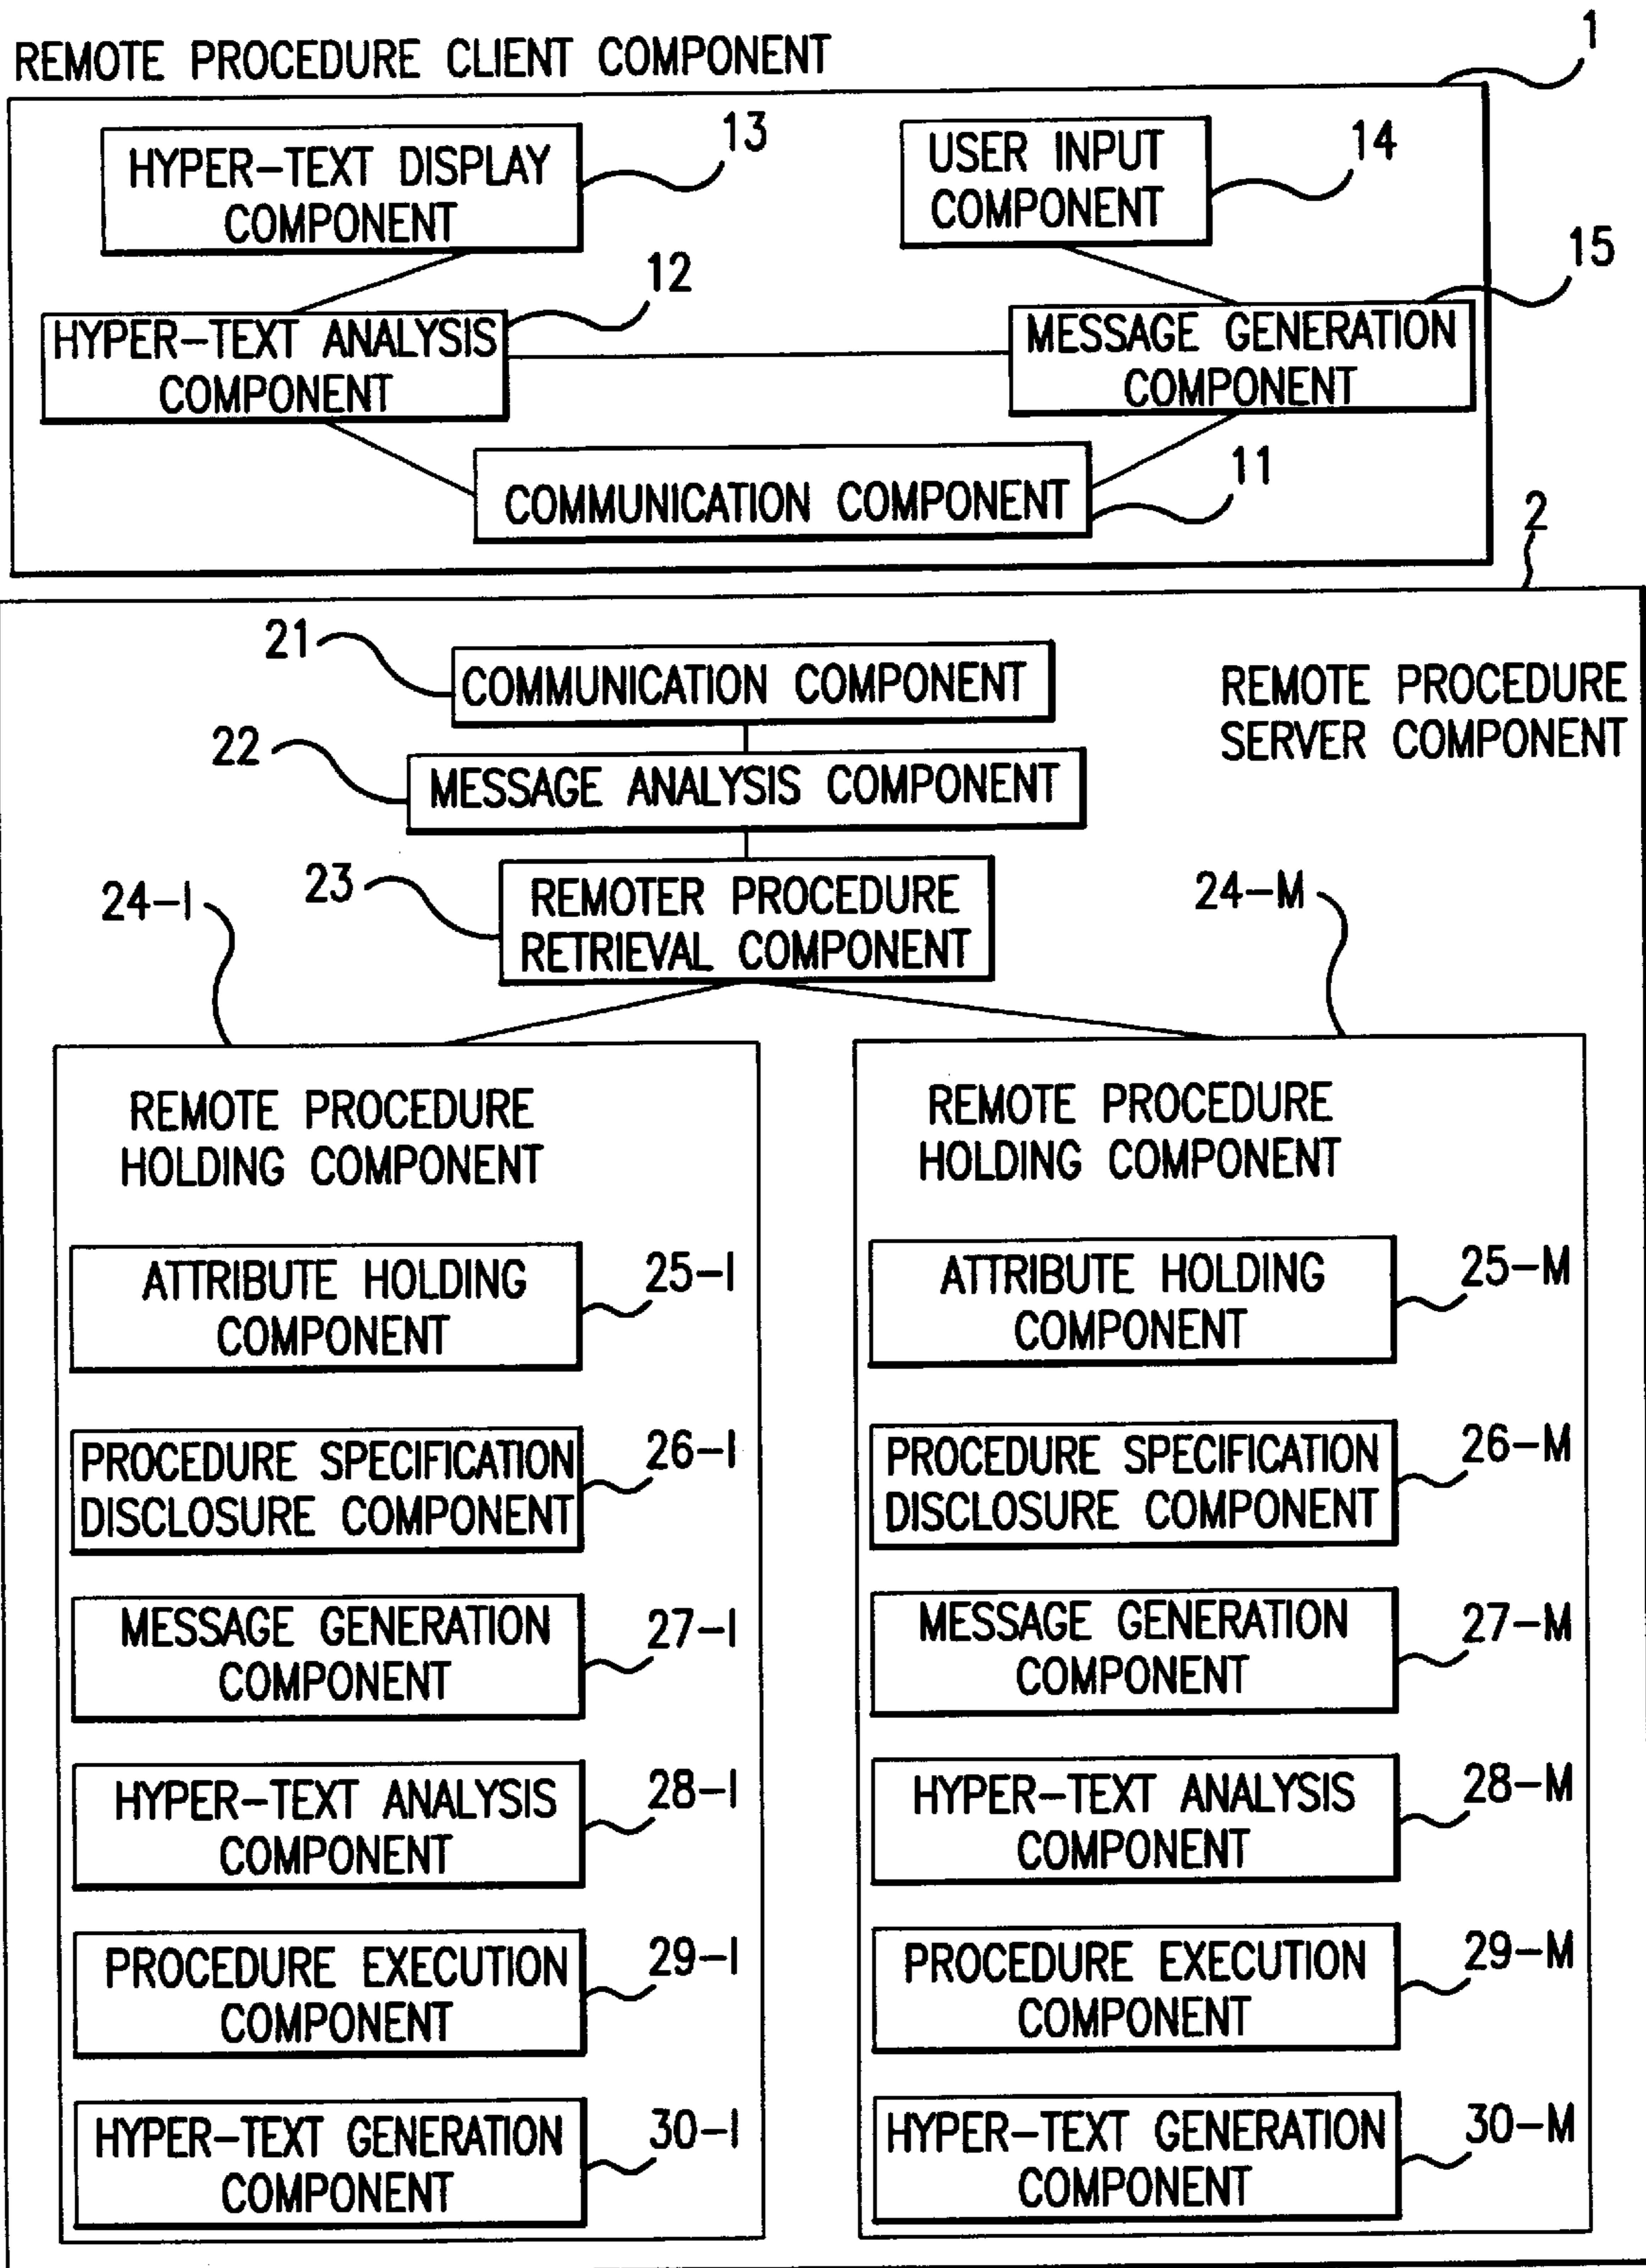 REMOTE PROCEDURE CLIENT COMPONENT
1
HYPER-TEXT DISPLAY
COMPONENT
13
USER INPUT
COMPONENT
14
12
15
HYPER-TEXT ANALYSIS
COMPONENT
MESSAGE GENERATION
COMPONENT
COMMUNICATION COMPONENT
11
2
21
COMMUNICATION COMPONENT
REMOTE PROCEDURE
SERVER COMPONENT
22
MESSAGE ANALYSIS COMPONENT
23
REMOTER PROCEDURE
RETRIEVAL COMPONENT
24-I
24-M
REMOTE PROCEDURE
HOLDING COMPONENT
ATTRIBUTE HOLDING
COMPONENT
25-I
PROCEDURE SPECIFICATION
DISCLOSURE COMPONENT
26-I
MESSAGE GENERATION
COMPONENT
27-I
HYPER-TEXT ANALYSIS
COMPONENT
28-I
PROCEDURE EXECUTION
COMPONENT
29-I
HYPER-TEXT GENERATION
COMPONENT
30-I
REMOTE PROCEDURE
HOLDING COMPONENT
ATTRIBUTE HOLDING
COMPONENT
25-M
PROCEDURE SPECIFICATION
DISCLOSURE COMPONENT
26-M
MESSAGE GENERATION
COMPONENT
27-M
HYPER-TEXT ANALYSIS
COMPONENT
28-M
PROCEDURE EXECUTION
COMPONENT
29-M
HYPER-TEXT GENERATION
COMPONENT
30-M